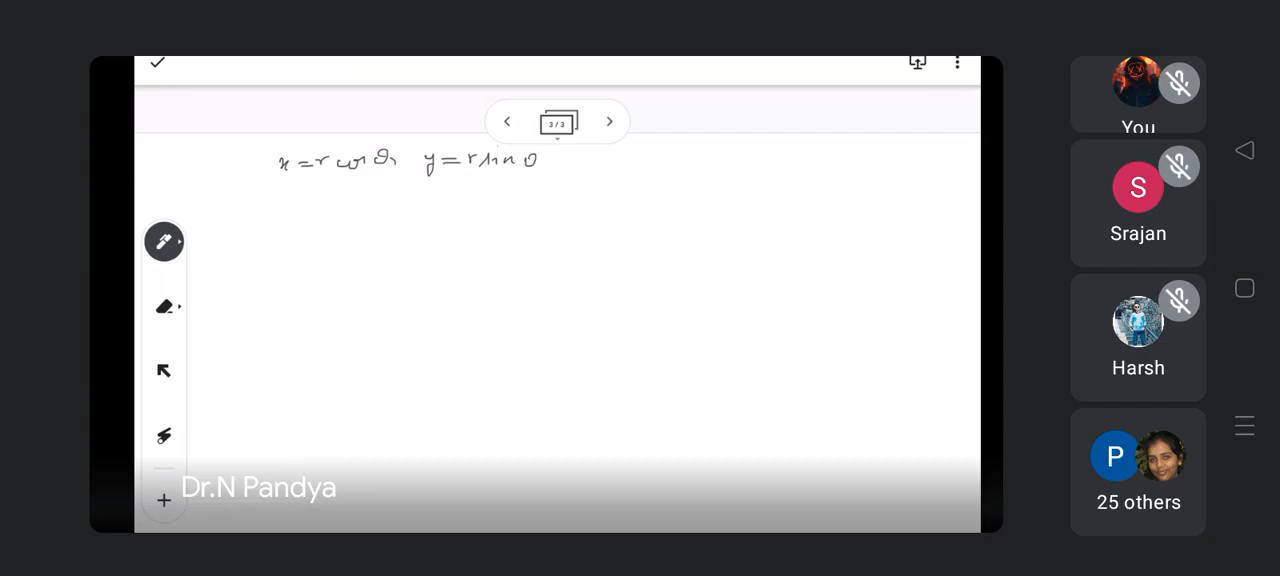 3 / 3
x = r cos θ, y = r sin θ
You
S
Srajan
Harsh
Dr.N Pandya
P
25 others